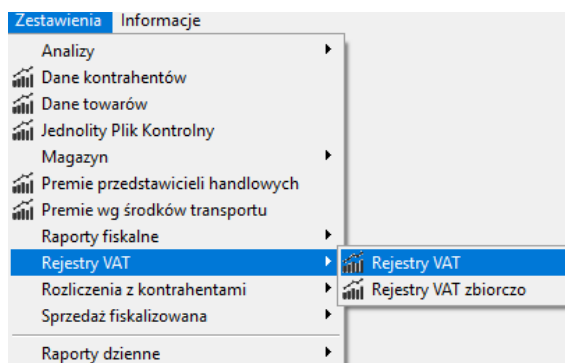 Zestawienia Informacje
Analizy
Dane kontrahentów
Dane towarów
Jednolity Plik Kontrolny
Magazyn
Premie przedstawicieli handlowych
Premie wg środków transportu
Raporty fiskalne
Rejestry VAT Rejestry VAT
Rozliczenia z kontrahentami Rejestry VAT zbiorczo
Sprzedaż fiskalizowana
Raporty dzienne